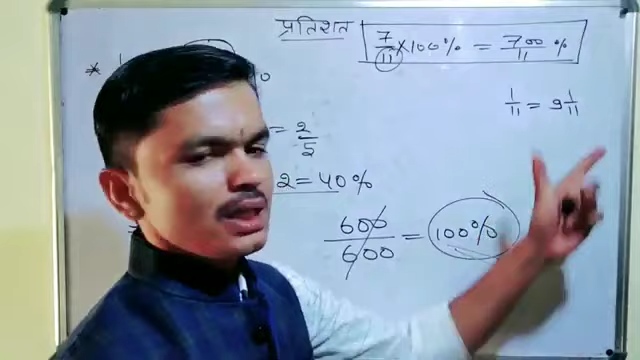 प्रतिशत
7/11 × 100% = 700/11 %
*
1/11 = 9 1/11
= 2/5
2 = 40%
600/600 = 100%